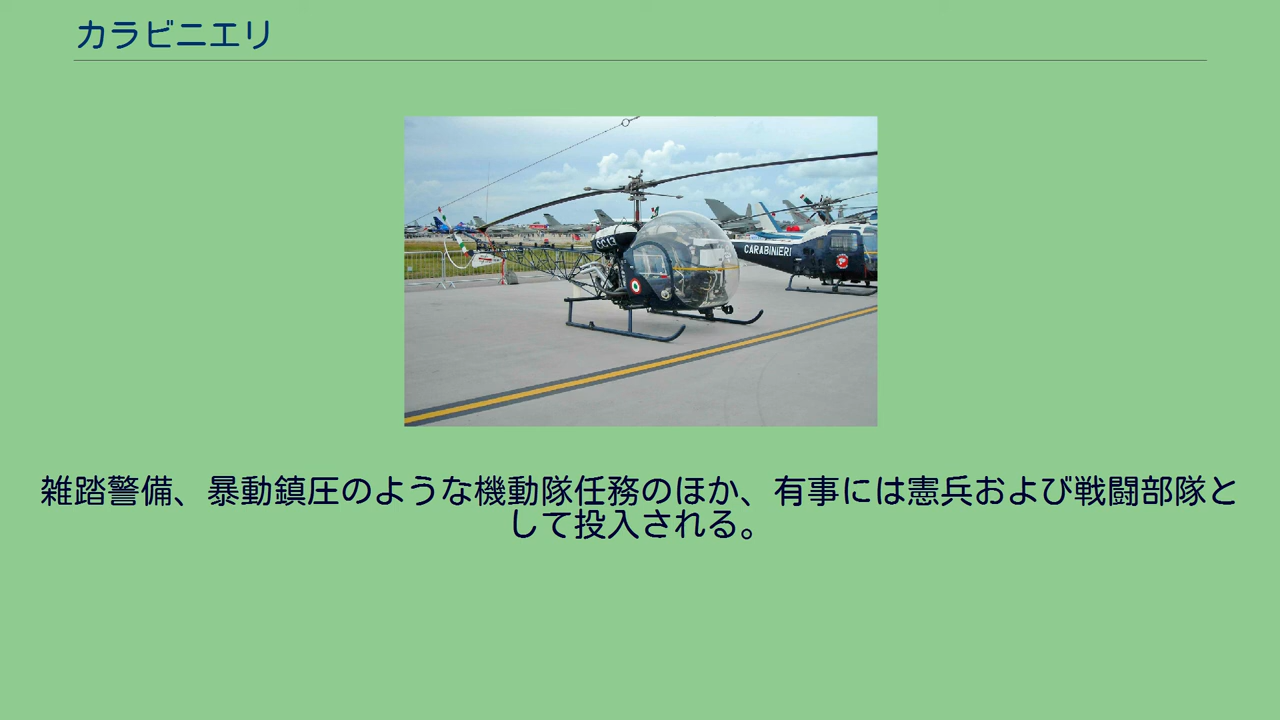 カラビニエリ
CC13
CARABINIERI
雑踏警備、暴動鎮圧のような機動隊任務のほか、有事には憲兵および戦闘部隊と
して投入される。